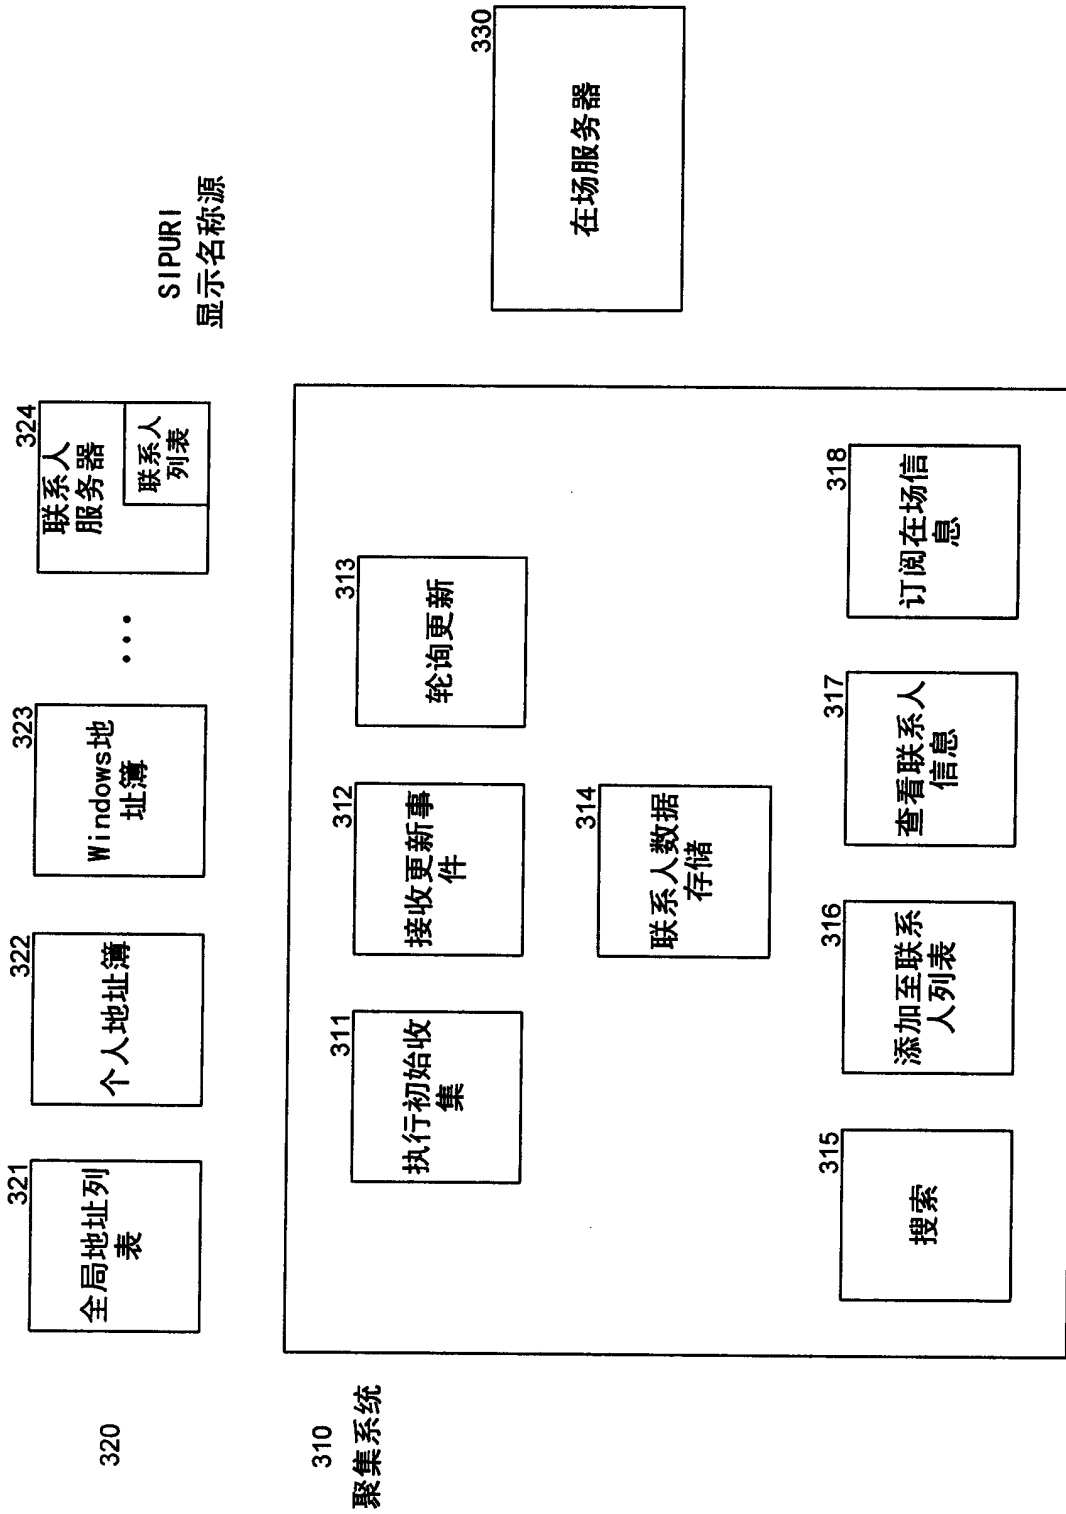 320
321
全局地址列
表
322
个人地址簿
323
Windows地
址簿
...
324
联系人
服务器
联系人
列表
SIPURI
显示名称源
310
聚集系统
311
执行初始收
集
312
接收更新事
件
313
轮询更新
314
联系人数据
存储
315
搜索
316
添加至联系
人列表
317
查看联系人
信息
318
订阅在场信
息
330
在场服务器